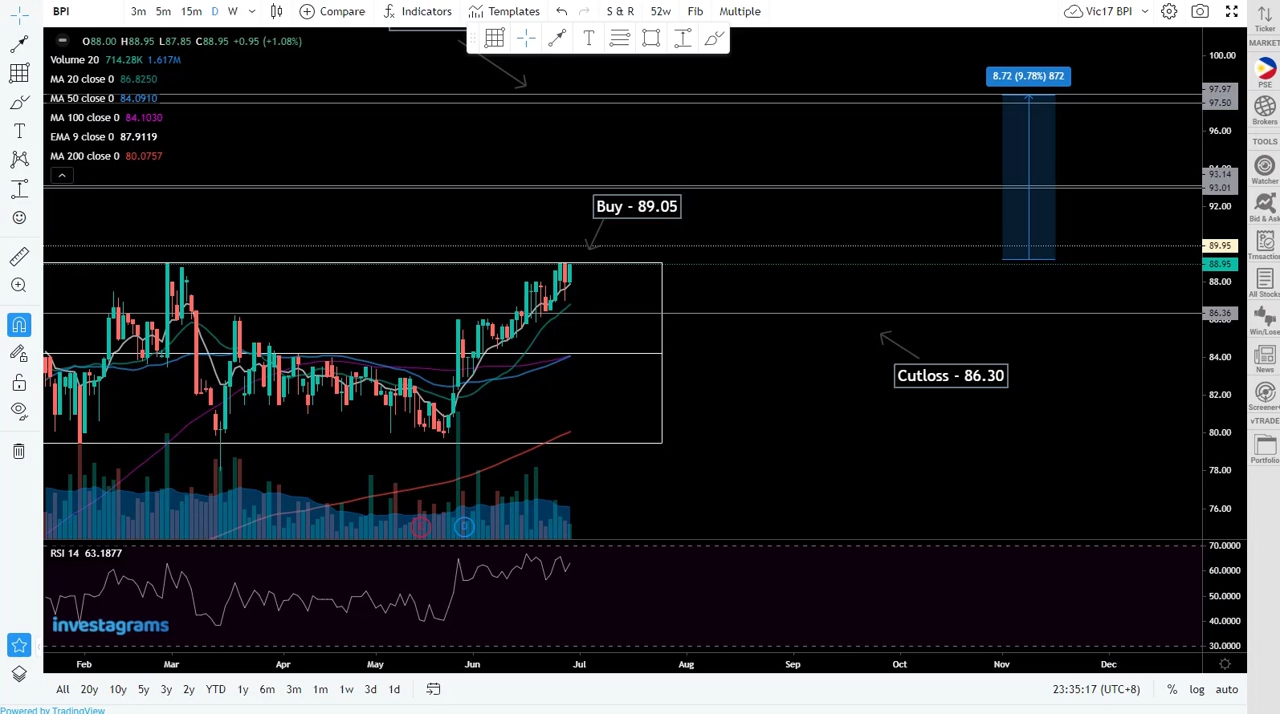 BPI 3m 5m 15m D W Compare Indicators Templates S & R 52w Fib Multiple Vic17 BPI
Ticker
MARKET
PSE
Brokers
TOOLS
Watcher
Bid & Ask
Trnsaction
All Stocks
Win/Lose
News
Screener+
vTRADE
Portfolio
O88.00 H88.95 L87.85 C88.95 +0.95 (+1.08%)
Volume 20 714.28K 1.617M
MA 20 close 0 86.8250
MA 50 close 0 84.0910
MA 100 close 0 84.1030
EMA 9 close 0 87.9119
MA 200 close 0 80.0757
8.72 (9.78%) 872
Buy - 89.05
Cutloss - 86.30
100.00
97.97
97.50
96.00
94.00
93.14
93.01
92.00
89.95
88.95
88.00
86.36
84.00
82.00
80.00
78.00
76.00
RSI 14 63.1877
70.0000
60.0000
50.0000
40.0000
30.0000
investagrams
Feb Mar Apr May Jun Jul Aug Sep Oct Nov Dec
All 20y 10y 5y 3y 2y YTD 1y 6m 3m 1m 1w 3d 1d 23:35:17 (UTC+8) % log auto
Powered by TradingView